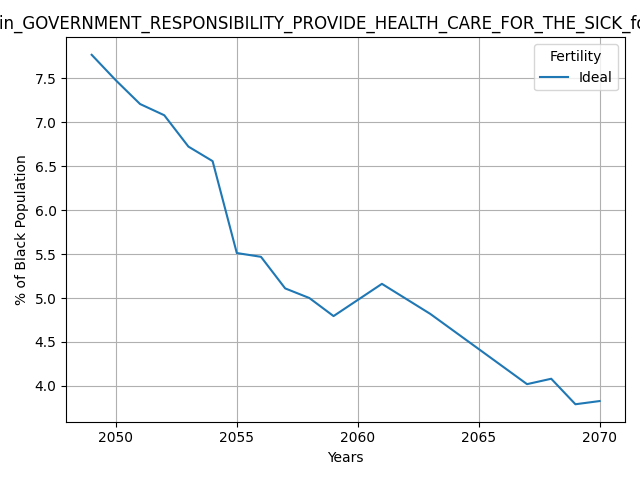 in_GOVERNMENT_RESPONSIBILITY_PROVIDE_HEALTH_CARE_FOR_THE_SICK_fo
Fertility
Ideal
% of Black Population
7.5
7.0
6.5
6.0
5.5
5.0
4.5
4.0
2050
2055
2060
2065
2070
Years